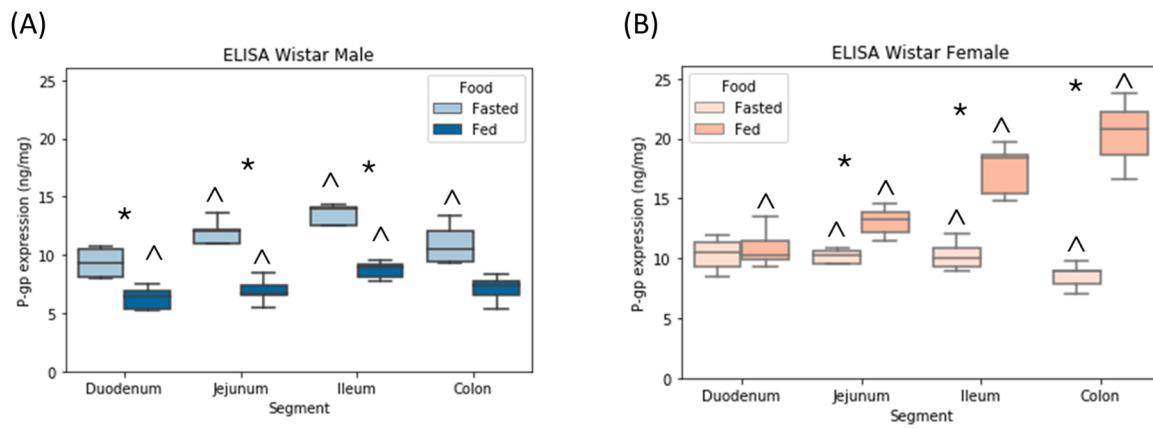 (A)
ELISA Wistar Male
P-gp expression (ng/mg)
25
20
15
10
5
0
Food
Fasted
Fed
* * *
^ ^ ^ ^ ^ ^
Duodenum Jejunum Ileum Colon
Segment
(B)
ELISA Wistar Female
P-gp expression (ng/mg)
25
20
15
10
5
0
Food
Fasted
Fed
* * *
^ ^ ^ ^ ^ ^ ^
Duodenum Jejunum Ileum Colon
Segment